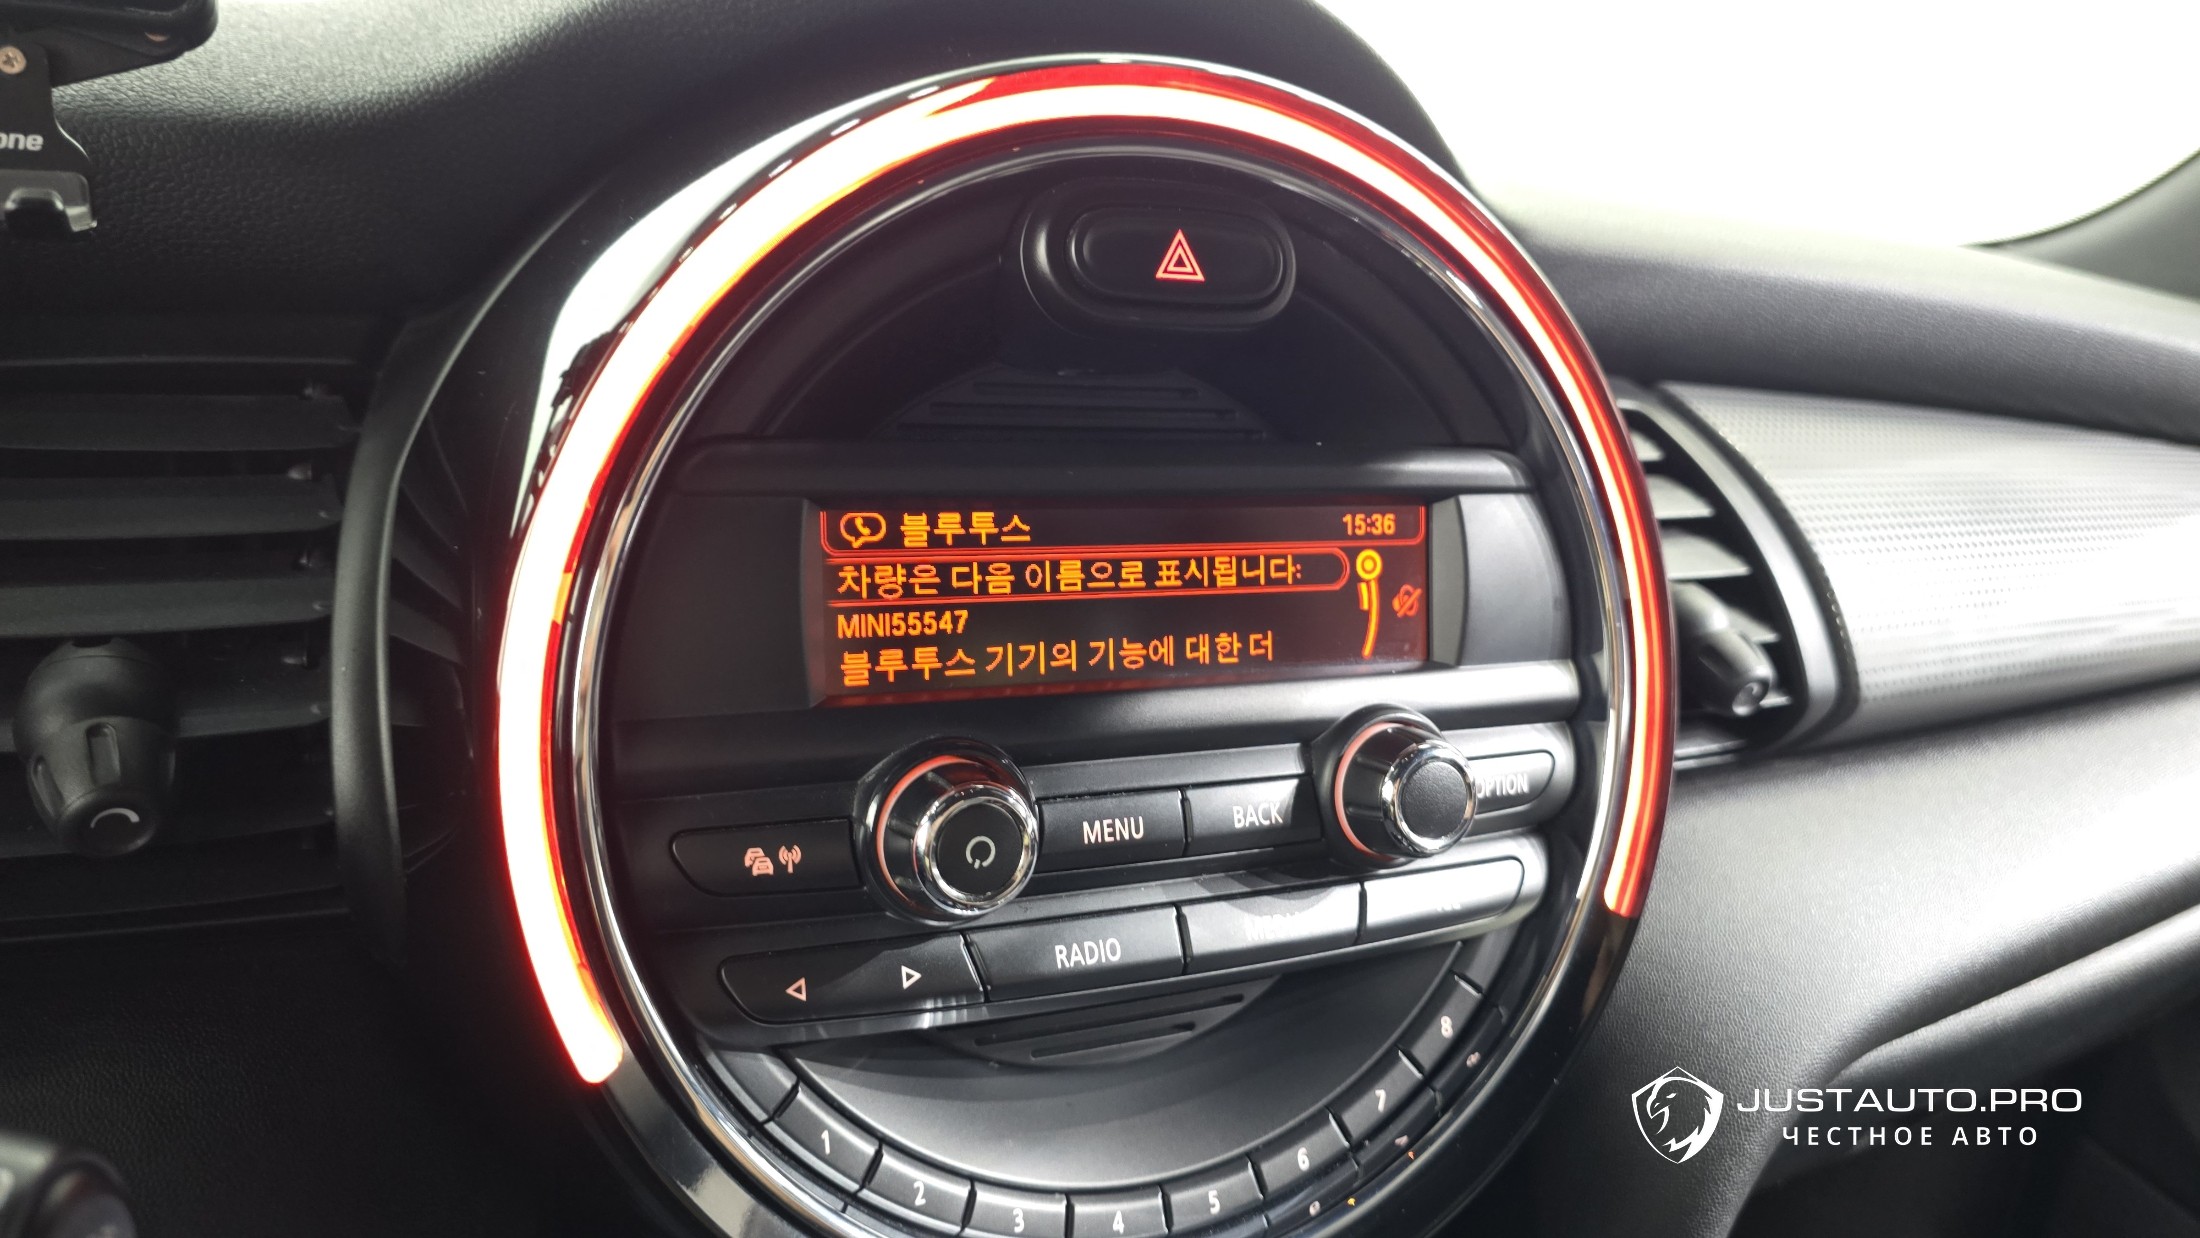 one
블루투스 15:36
차량은 다음 이름으로 표시됩니다:
MINI55547
블루투스 기기의 기능에 대한 더
MENU BACK OPTION
RADIO
1 2 3 4 5 6 7 8
JUSTAUTO.PRO
ЧЕСТНОЕ АВТО